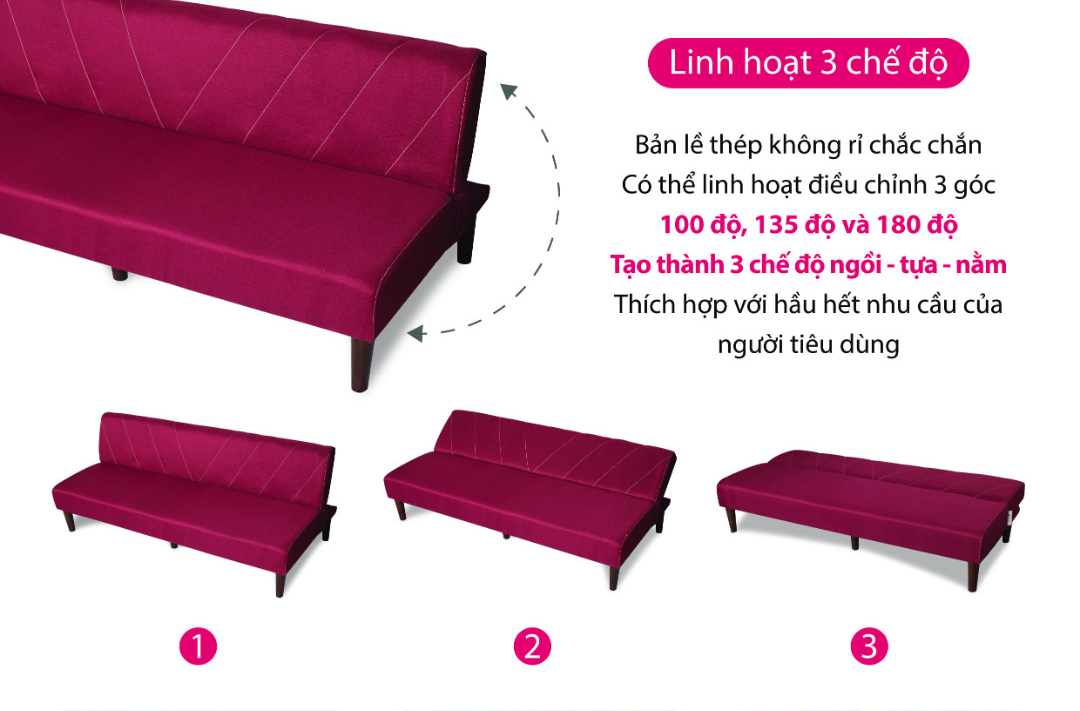 Linh hoạt 3 chế độ
Bản lề thép không rỉ chắc chắn
Có thể linh hoạt điều chỉnh 3 góc
100 độ, 135 độ và 180 độ
Tạo thành 3 chế độ ngồi - tựa - nằm
Thích hợp với hầu hết nhu cầu của
người tiêu dùng
1
2
3